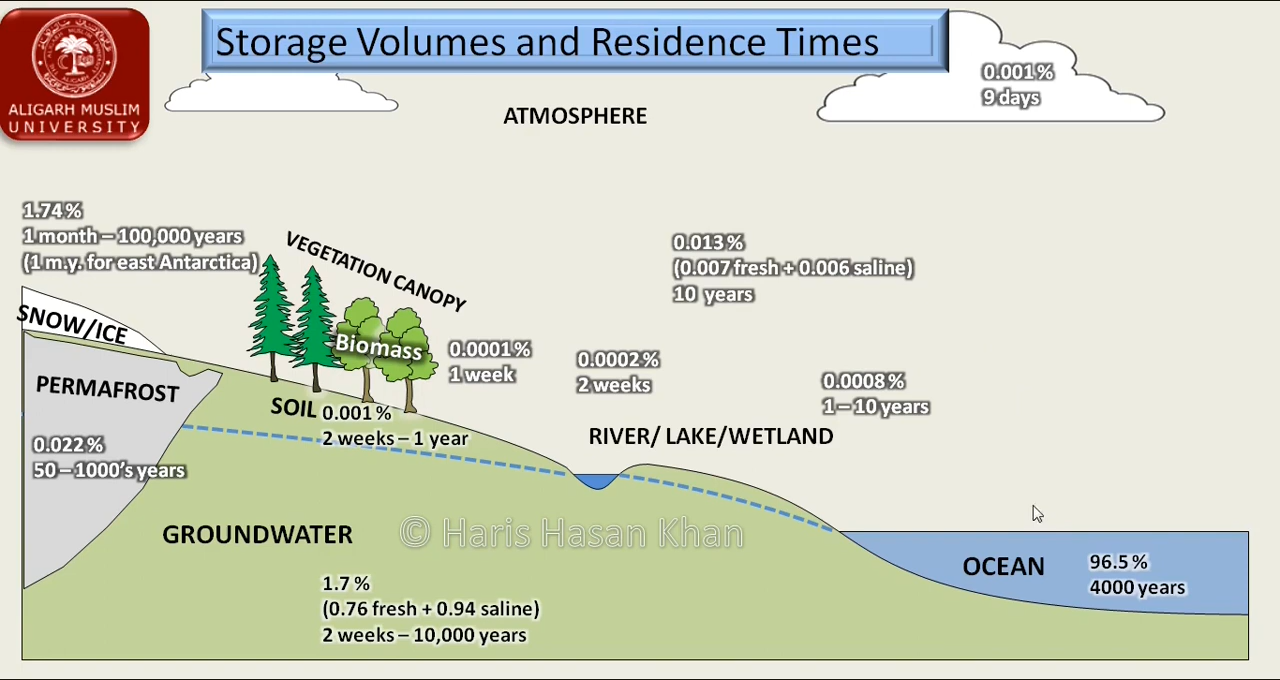 Storage Volumes and Residence Times
ALIGARH MUSLIM
UNIVERSITY
0.001%
9 days
ATMOSPHERE
1.74%
1 month – 100,000 years
(1 m.y. for east Antarctica)
VEGETATION CANOPY
0.013%
(0.007 fresh + 0.006 saline)
10 years
SNOW/ICE
Biomass
0.0001%
1 week
0.0002%
2 weeks
0.0008%
1 – 10 years
PERMAFROST
0.022%
50 – 1000's years
SOIL
0.001%
2 weeks – 1 year
RIVER/ LAKE/WETLAND
GROUNDWATER
© Haris Hasan Khan
OCEAN
96.5%
4000 years
1.7 %
(0.76 fresh + 0.94 saline)
2 weeks – 10,000 years